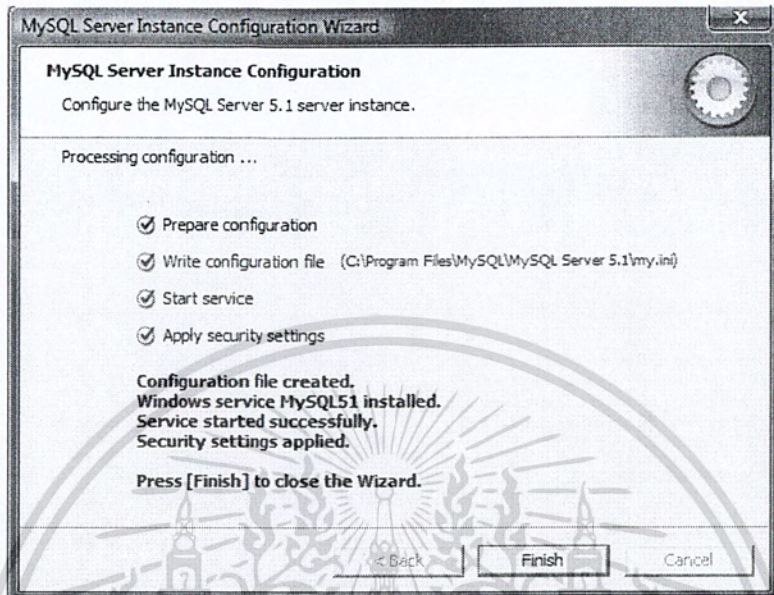 MySQL Server Instance Configuration Wizard
MySQL Server Instance Configuration
Configure the MySQL Server 5.1 server instance.
Processing configuration ...
Prepare configuration
Write configuration file (C:\Program Files\MySQL\MySQL Server 5.1\my.ini)
Start service
Apply security settings
Configuration file created.
Windows service MySQL51 installed.
Service started successfully.
Security settings applied.
Press [Finish] to close the Wizard.
< Back Finish Cancel